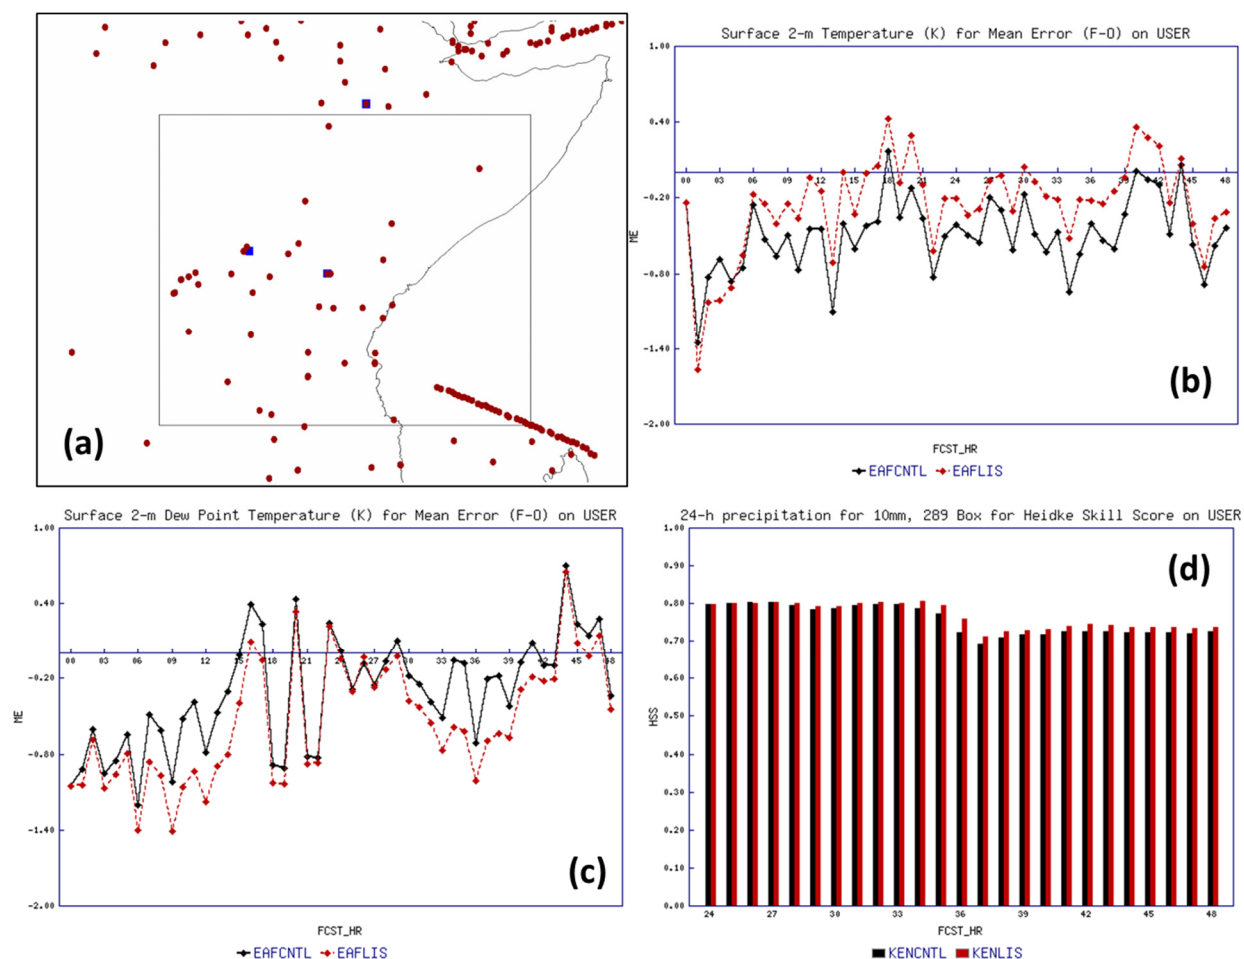 (a)
Surface 2-m Temperature (K) for Mean Error (F-O) on USER
1.00
0.40
-0.20
-0.80
-1.40
-2.00
ME
00 03 06 09 12 15 18 21 24 27 30 33 36 39 42 45 48
(b)
FCST_HR
EAFCNTL EAFLIS
Surface 2-m Dew Point Temperature (K) for Mean Error (F-O) on USER
1.00
0.40
-0.20
-0.80
-1.40
-2.00
ME
00 03 06 09 12 15 18 21 24 27 30 33 36 39 42 45 48
(c)
FCST_HR
EAFCNTL EAFLIS
24-h precipitation for 10mm, 289 Box for Heidke Skill Score on USER
(d)
1.00
0.90
0.80
0.70
0.60
0.50
0.40
0.30
0.20
0.10
0.00
HSS
24 27 30 33 36 39 42 45 48
FCST_HR
KENCNTL KENLIS